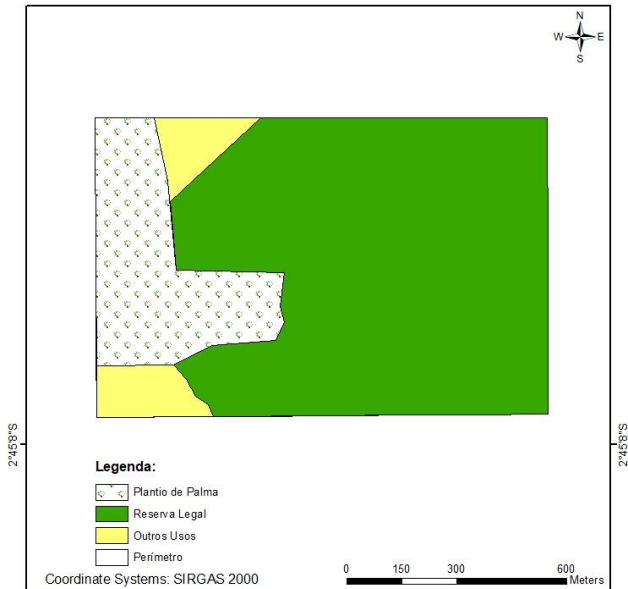 N
W E
S
2°45'8"S
2°45'8"S
Legenda:
Plantio de Palma
Reserva Legal
Outros Usos
Perímetro
Coordinate Systems: SIRGAS 2000
0 150 300 600
Meters